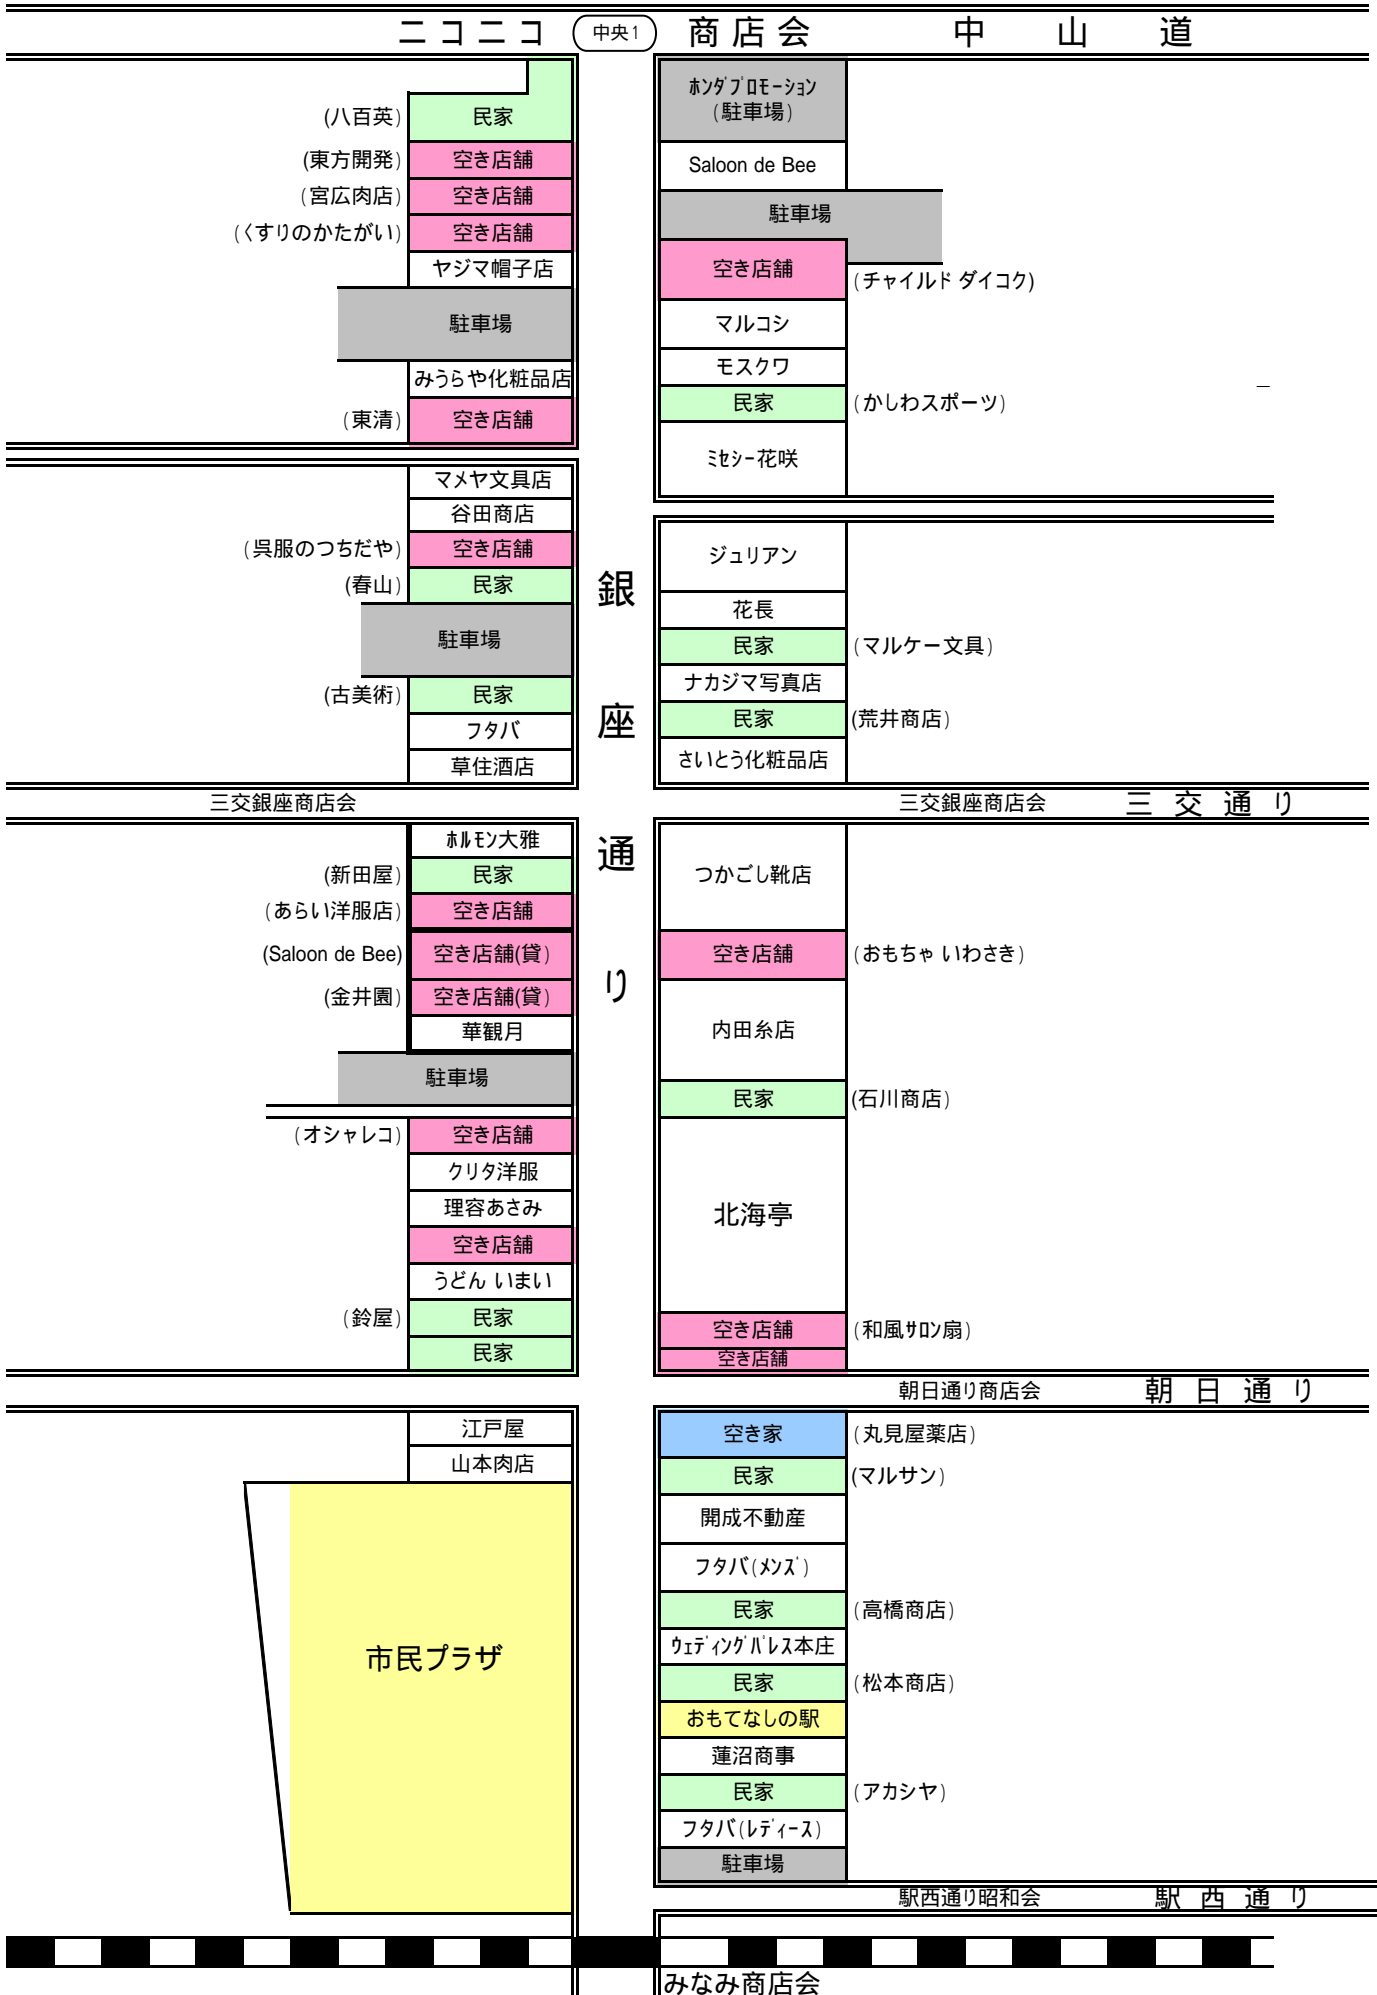 ニコニコ 中央1 商店会 中山道
(八百英) 民家
(東方開発) 空き店舗
(宮広肉店) 空き店舗
(くすりのかたがい) 空き店舗
ヤジマ帽子店
駐車場
みうらや化粧品店
(東清) 空き店舗
マメヤ文具店
谷田商店
(呉服のつちだや) 空き店舗
(春山) 民家
駐車場
(古美術) 民家
フタバ
草住酒店
三交銀座商店会
ホルモン大雅
(新田屋) 民家
(あらい洋服店) 空き店舗
(Saloon de Bee) 空き店舗(貸)
(金井園) 空き店舗(貸)
華観月
駐車場
(オシャレコ) 空き店舗
クリタ洋服
理容あさみ
空き店舗
うどん いまい
(鈴屋) 民家
民家
江戸屋
山本肉店
市民プラザ
銀座通り
ホンダプロモーション
(駐車場)
Saloon de Bee
駐車場
空き店舗 (チャイルド ダイコク)
マルコシ
モスクワ
民家 (かしわスポーツ)
ミセシー花咲
ジュリアン
花長
民家 (マルケー文具)
ナカジマ写真店
民家 (荒井商店)
さいとう化粧品店
三交銀座商店会 三交通り
つかごし靴店
空き店舗 (おもちゃ いわさき)
内田糸店
民家 (石川商店)
北海亭
空き店舗 (和風サロン扇)
空き店舗
朝日通り商店会 朝日通り
空き家 (丸見屋薬店)
民家 (マルサン)
開成不動産
フタバ(メンズ)
民家 (高橋商店)
ウェディングパレス本庄
民家 (松本商店)
おもてなしの駅
蓮沼商事
民家 (アカシヤ)
フタバ(レディース)
駐車場
駅西通り昭和会 駅西通り
みなみ商店会